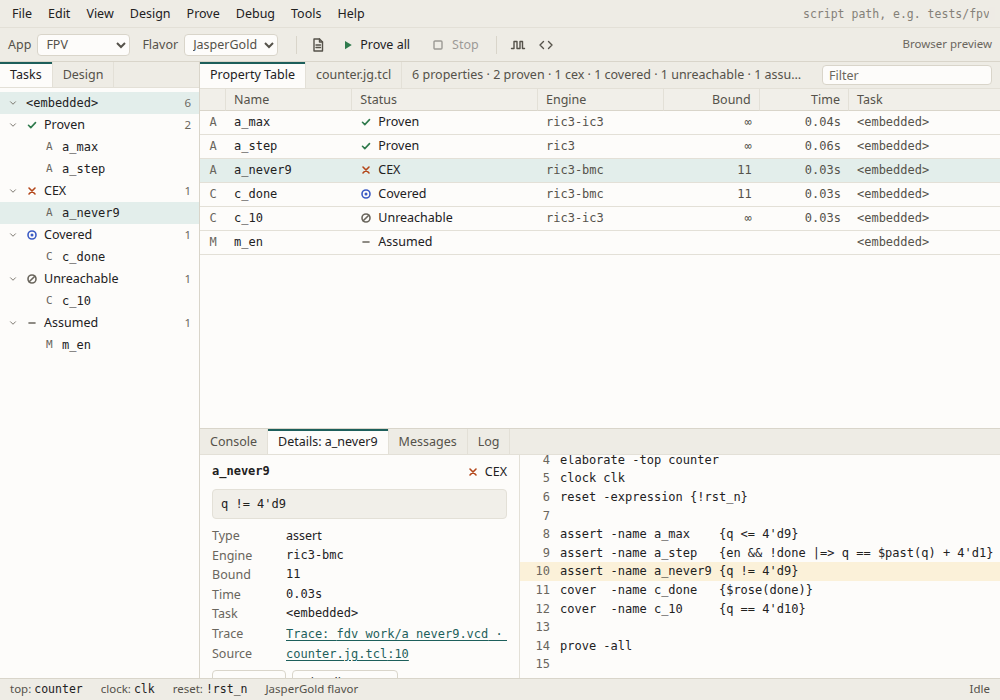 File Edit View Design Prove Debug Tools Help script path, e.g. tests/fpv
App FPV Flavor JasperGold Prove all Stop Browser preview
Tasks Design Property Table counter.jg.tcl 6 properties · 2 proven · 1 cex · 1 covered · 1 unreachable · 1 assu... Filter
<embedded> 6
Proven 2
A a_max
A a_step
CEX 1
A a_never9
Covered 1
C c_done
Unreachable 1
C c_10
Assumed 1
M m_en
Name Status Engine Bound Time Task
A a_max Proven ric3-ic3 ∞ 0.04s <embedded>
A a_step Proven ric3 ∞ 0.06s <embedded>
A a_never9 CEX ric3-bmc 11 0.03s <embedded>
C c_done Covered ric3-bmc 11 0.03s <embedded>
C c_10 Unreachable ric3-ic3 ∞ 0.03s <embedded>
M m_en Assumed <embedded>
Console Details: a_never9 Messages Log
a_never9 CEX
q != 4'd9
Type assert
Engine ric3-bmc
Bound 11
Time 0.03s
Task <embedded>
Trace Trace: fdv_work/a_never9.vcd ·
Source counter.jg.tcl:10
4 elaborate -top counter
5 clock clk
6 reset -expression {!rst_n}
7
8 assert -name a_max {q <= 4'd9}
9 assert -name a_step {en && !done |=> q == $past(q) + 4'd1}
10 assert -name a_never9 {q != 4'd9}
11 cover -name c_done {$rose(done)}
12 cover -name c_10 {q == 4'd10}
13
14 prove -all
15
top: counter clock: clk reset: !rst_n JasperGold flavor Idle